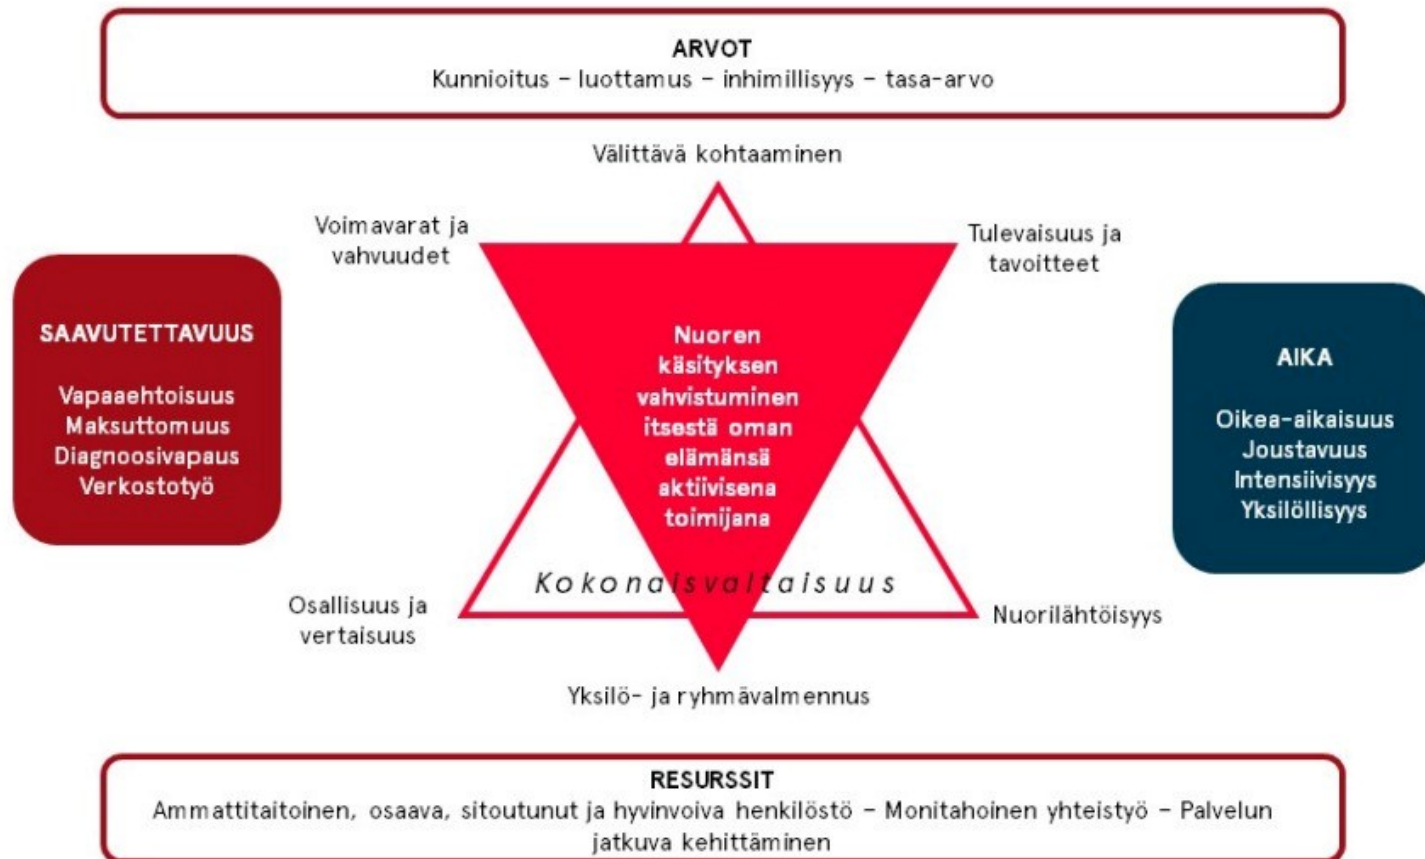 ARVOT
Kunnioitus – luottamus – inhimillisyys – tasa-arvo
Välittävä kohtaaminen
Voimavarat ja
vahvuudet
Tulevaisuus ja
tavoitteet
SAAVUTETTAVUUS
Vapaaehtoisuus
Maksuttomuus
Diagnoosivapaus
Verkostotyö
Nuoren
käsityksen
vahvistuminen
itsestä oman
elämänsä
aktiivisena
toimijana
AIKA
Oikea-aikaisuus
Joustavuus
Intensiivisyys
Yksilöllisyys
Kokonaisvaltaisuus
Osallisuus ja
vertaisuus
Nuorilähtöisyys
Yksilö- ja ryhmävalmennus
RESURSSIT
Ammattitaitoinen, osaava, sitoutunut ja hyvinvoiva henkilöstö – Monitahoinen yhteistyö – Palvelun
jatkuva kehittäminen